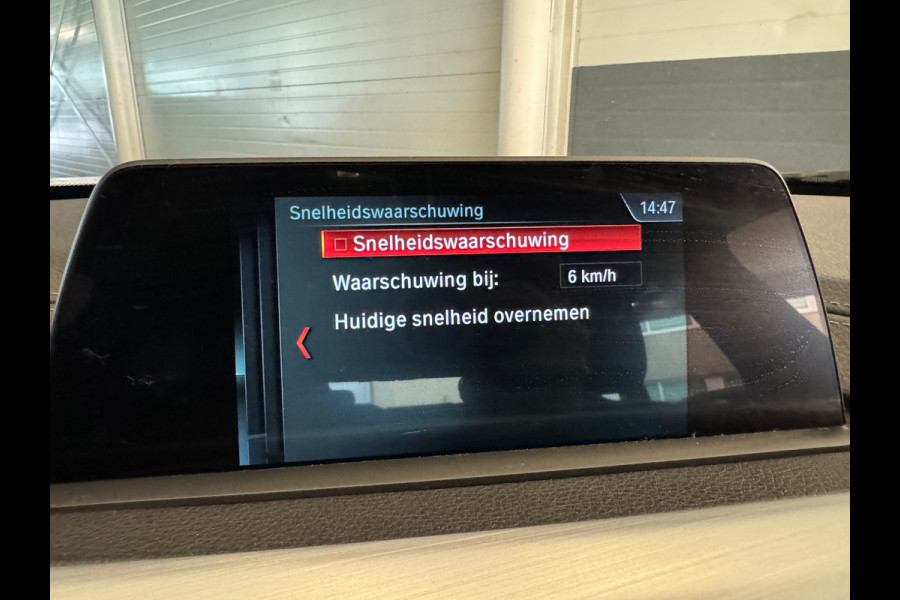 Snelheidswaarschuwing 14:47
Snelheidswaarschuwing
Waarschuwing bij: 6 km/h
Huidige snelheid overnemen